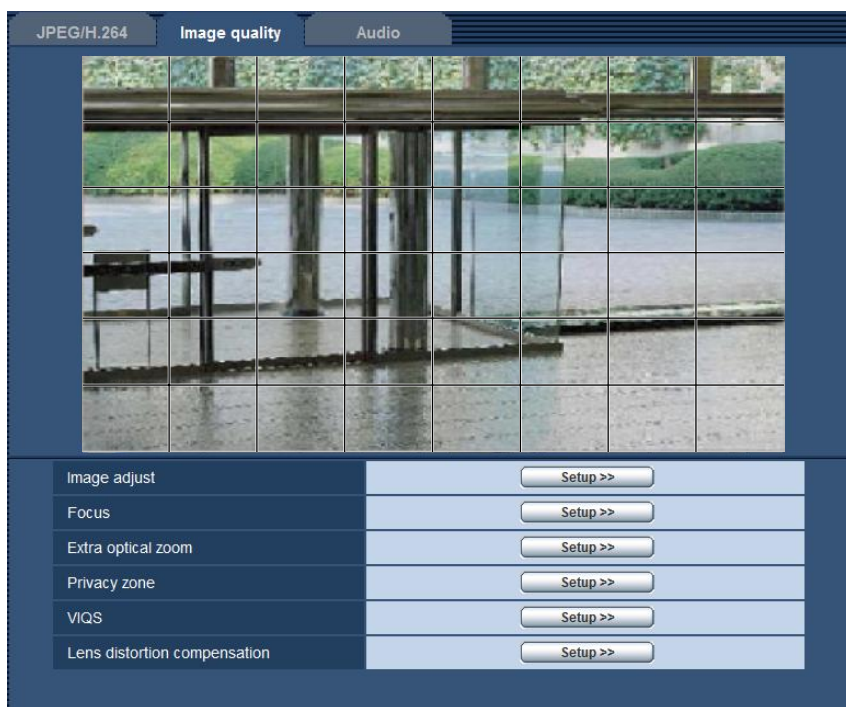 JPEG/H.264 Image quality Audio
Image adjust Setup >>
Focus Setup >>
Extra optical zoom Setup >>
Privacy zone Setup >>
VIQS Setup >>
Lens distortion compensation Setup >>